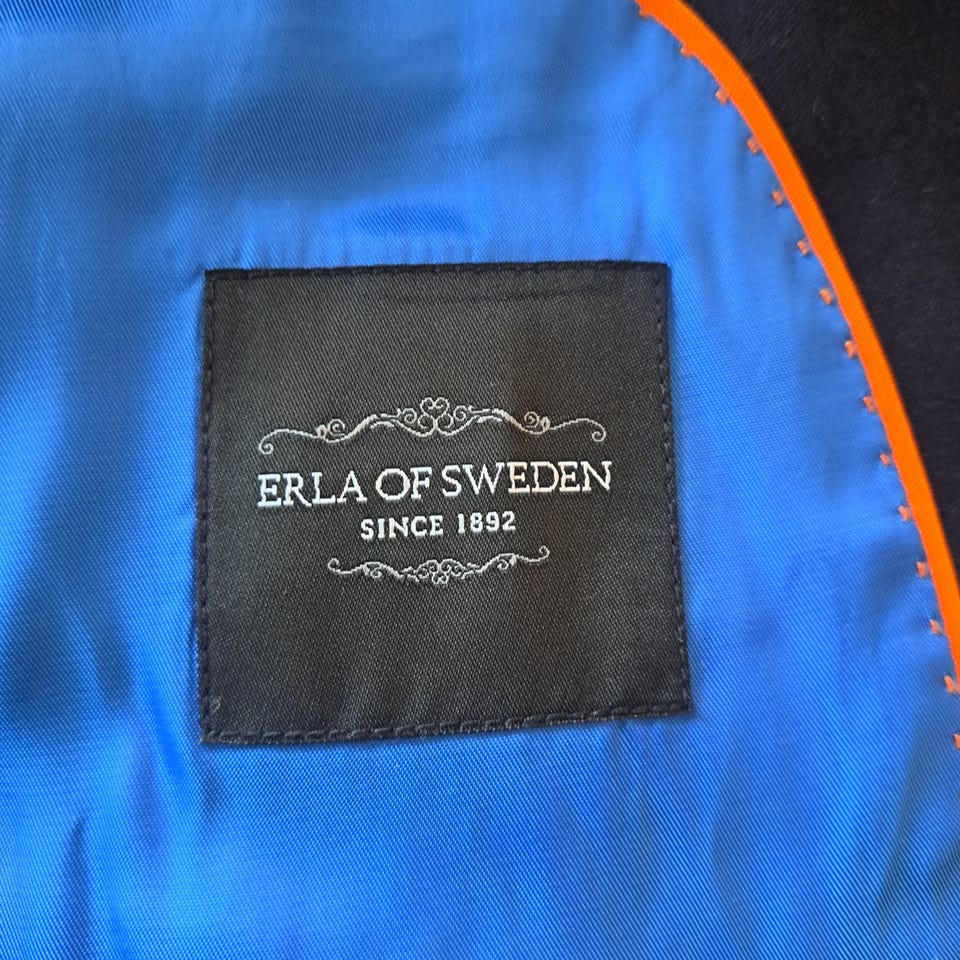 ERLA OF SWEDEN
SINCE 1892